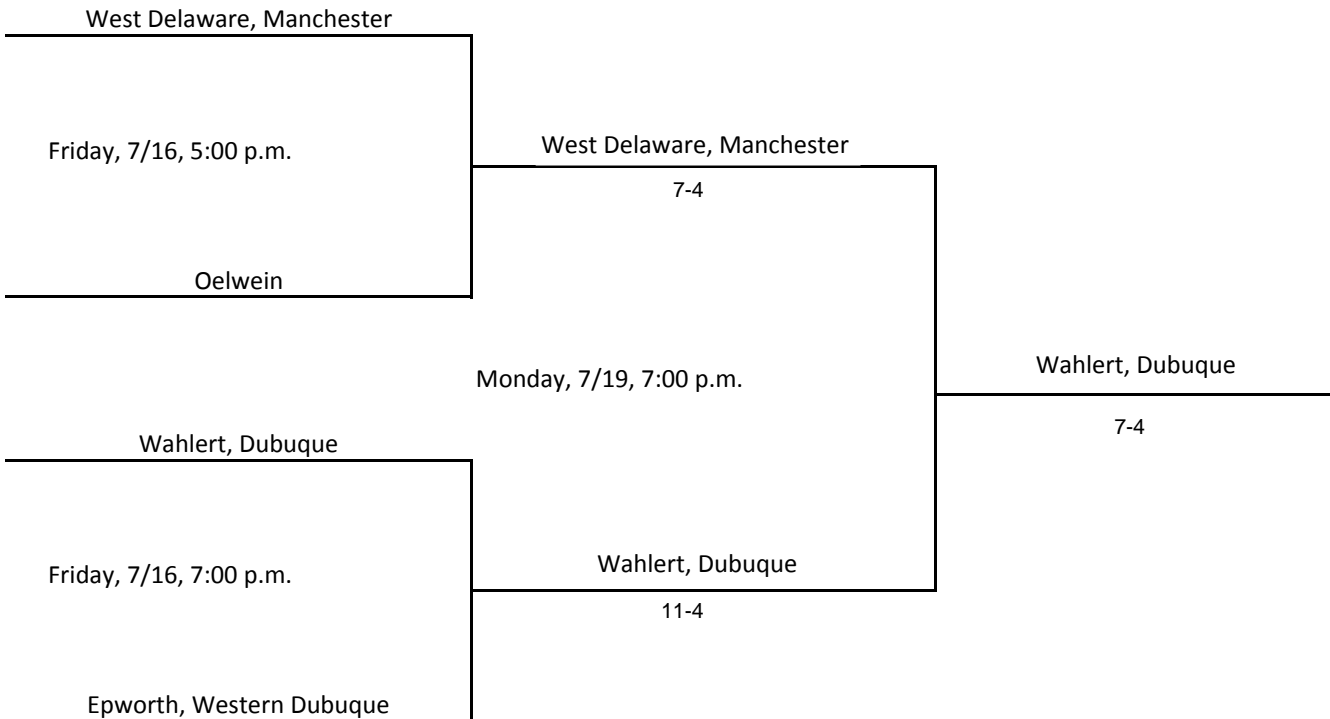 West Delaware, Manchester
Friday, 7/16, 5:00 p.m.
West Delaware, Manchester
7-4
Oelwein
Monday, 7/19, 7:00 p.m.
Wahlert, Dubuque
7-4
Wahlert, Dubuque
Friday, 7/16, 7:00 p.m.
Wahlert, Dubuque
11-4
Epworth, Western Dubuque